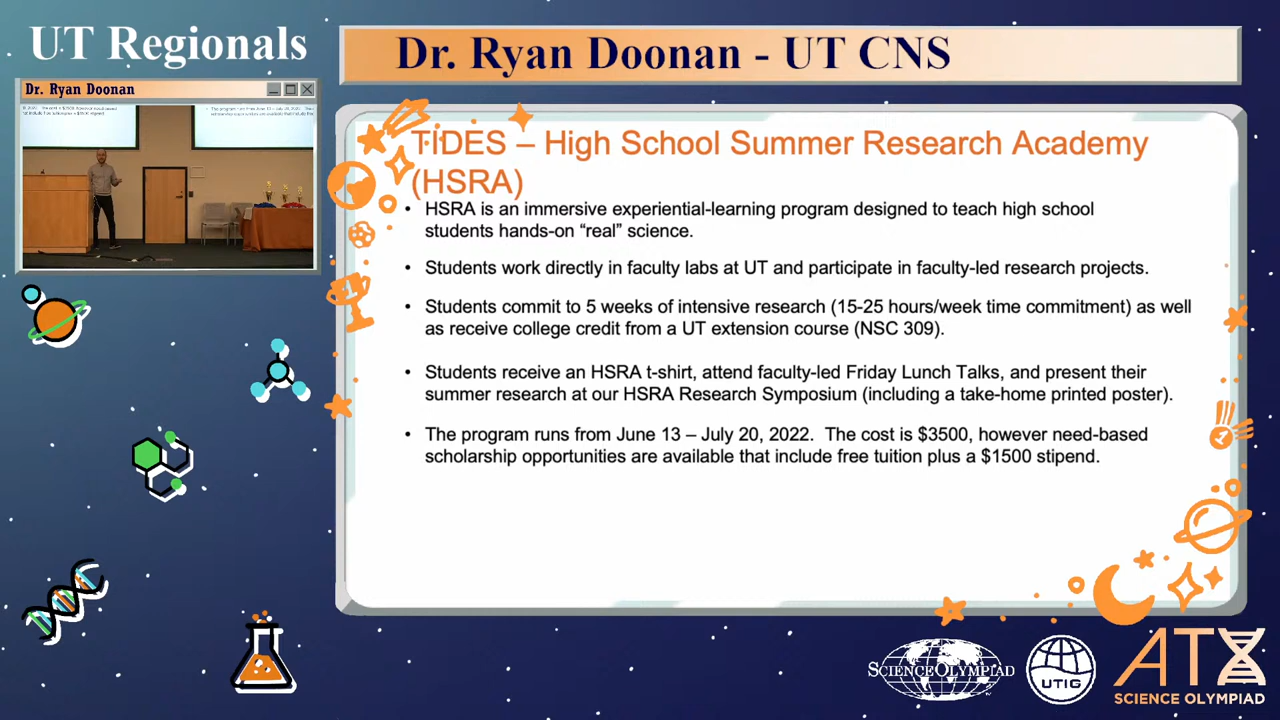 UT Regionals
Dr. Ryan Doonan - UT CNS
Dr. Ryan Doonan
TIDES – High School Summer Research Academy
(HSRA)
• HSRA is an immersive experiential-learning program designed to teach high school
students hands-on “real” science.
• Students work directly in faculty labs at UT and participate in faculty-led research projects.
• Students commit to 5 weeks of intensive research (15-25 hours/week time commitment) as well
as receive college credit from a UT extension course (NSC 309).
• Students receive an HSRA t-shirt, attend faculty-led Friday Lunch Talks, and present their
summer research at our HSRA Research Symposium (including a take-home printed poster).
• The program runs from June 13 – July 20, 2022. The cost is $3500, however need-based
scholarship opportunities are available that include free tuition plus a $1500 stipend.
1
SCIENCE OLYMPIAD
UTIG
ATX
SCIENCE OLYMPIAD